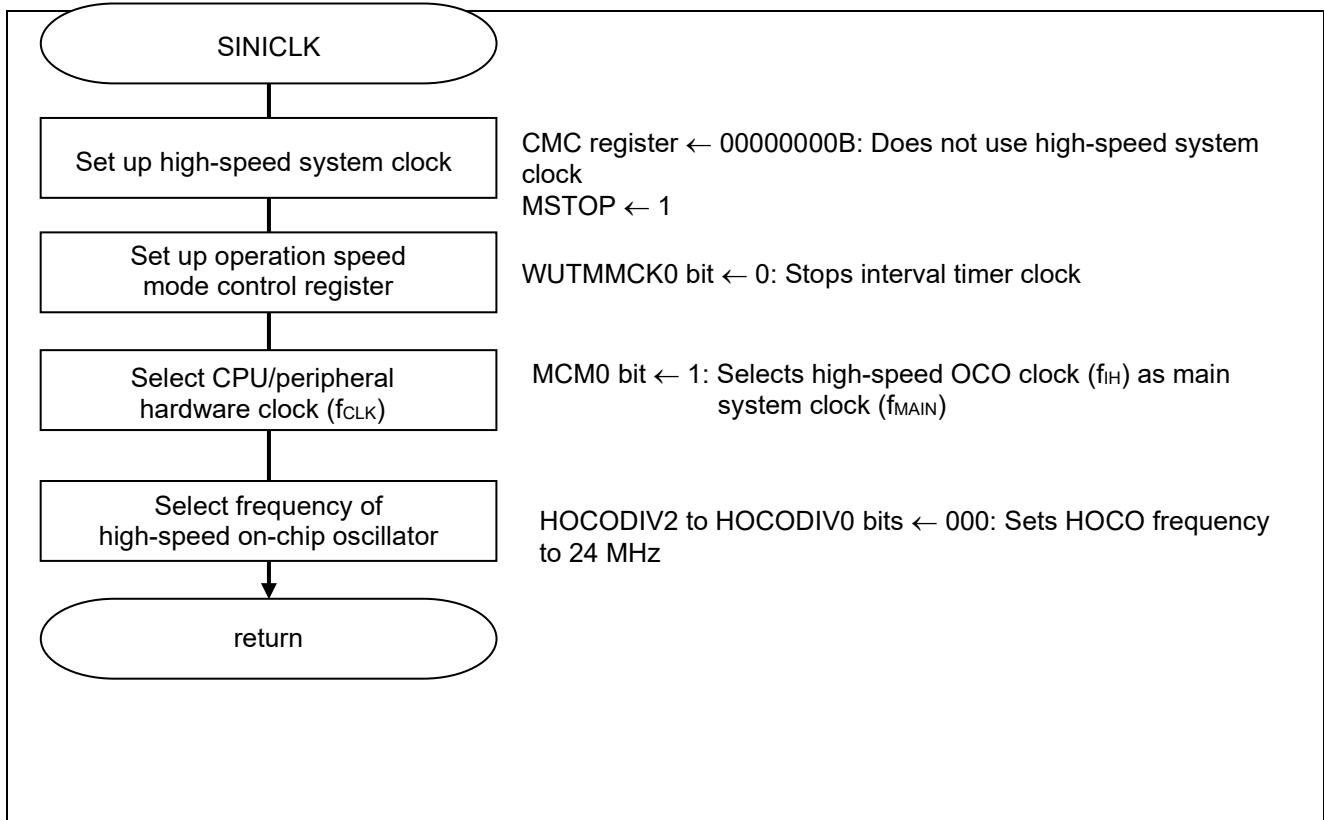 SINICLK
Set up high-speed system clock
CMC register ← 00000000B: Does not use high-speed system
clock
MSTOP ← 1
Set up operation speed
mode control register
WUTMMCK0 bit ← 0: Stops interval timer clock
Select CPU/peripheral
hardware clock (fCLK)
MCM0 bit ← 1: Selects high-speed OCO clock (fIH) as main
system clock (fMAIN)
Select frequency of
high-speed on-chip oscillator
HOCODIV2 to HOCODIV0 bits ← 000: Sets HOCO frequency
to 24 MHz
return